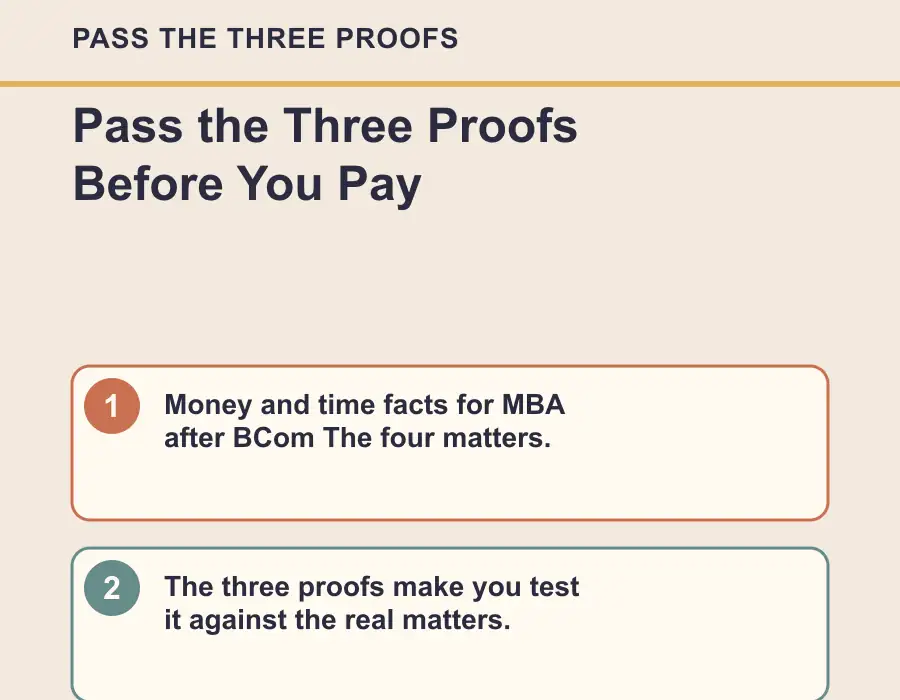 PASS THE THREE PROOFS
Pass the Three Proofs
Before You Pay
1
Money and time facts for MBA
after BCom The four matters.
2
The three proofs make you test
it against the real matters.